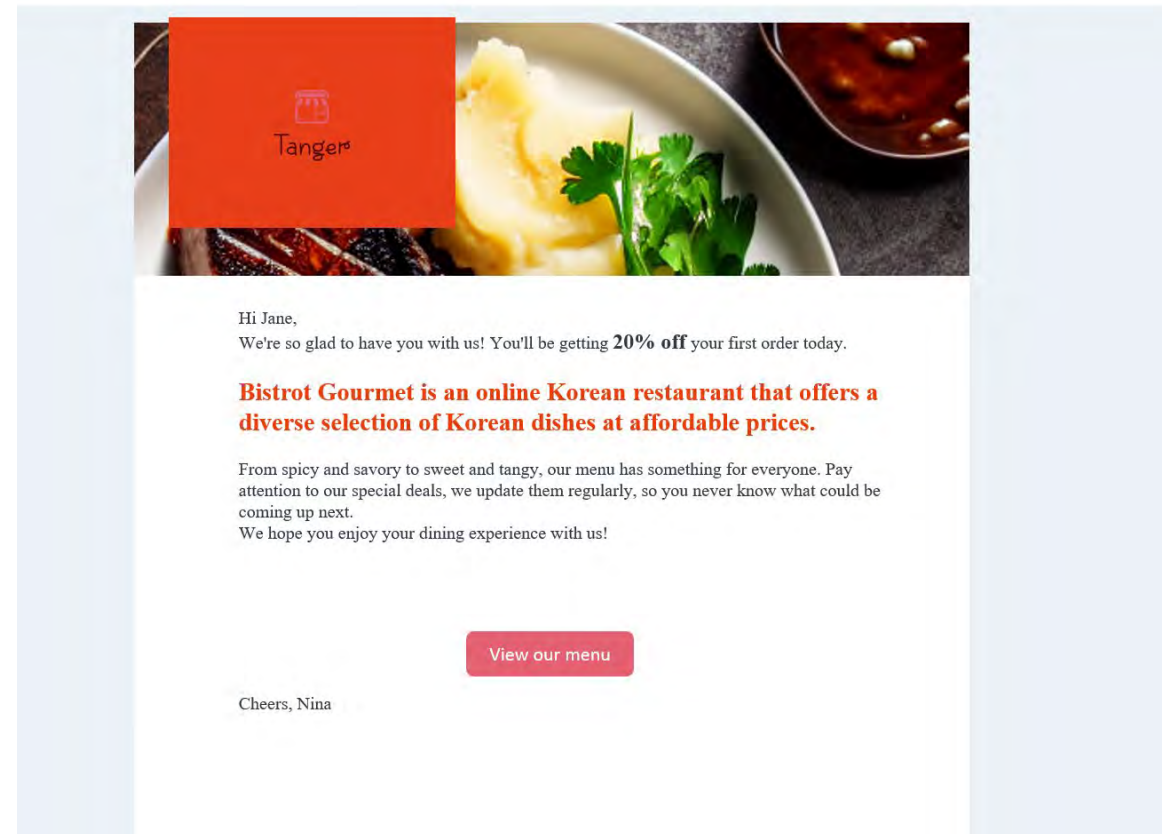 Tanger
Hi Jane,
We're so glad to have you with us! You'll be getting 20% off your first order today.
Bistrot Gourmet is an online Korean restaurant that offers a
diverse selection of Korean dishes at affordable prices.
From spicy and savory to sweet and tangy, our menu has something for everyone. Pay
attention to our special deals, we update them regularly, so you never know what could be
coming up next.
We hope you enjoy your dining experience with us!
View our menu
Cheers, Nina